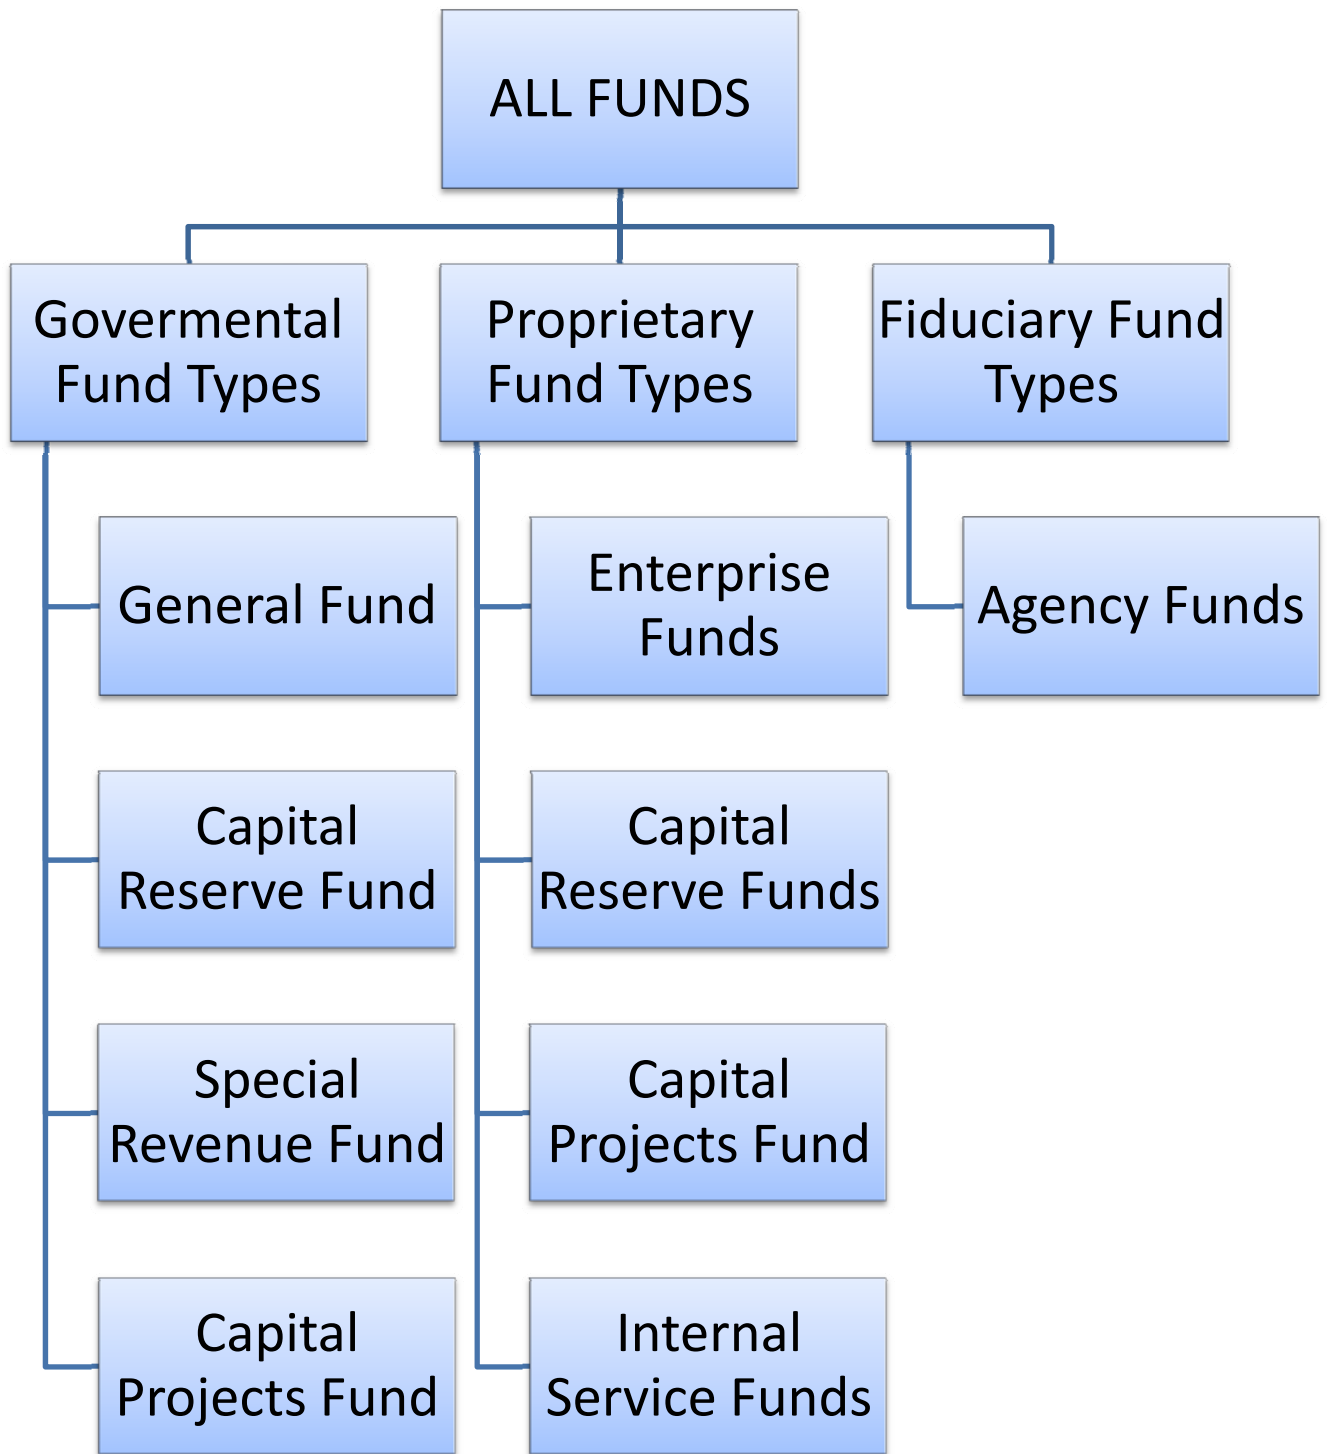 ALL FUNDS
Govermental
Fund Types
Proprietary
Fund Types
Fiduciary Fund
Types
General Fund
Enterprise
Funds
Agency Funds
Capital
Reserve Fund
Capital
Reserve Funds
Special
Revenue Fund
Capital
Projects Fund
Capital
Projects Fund
Internal
Service Funds